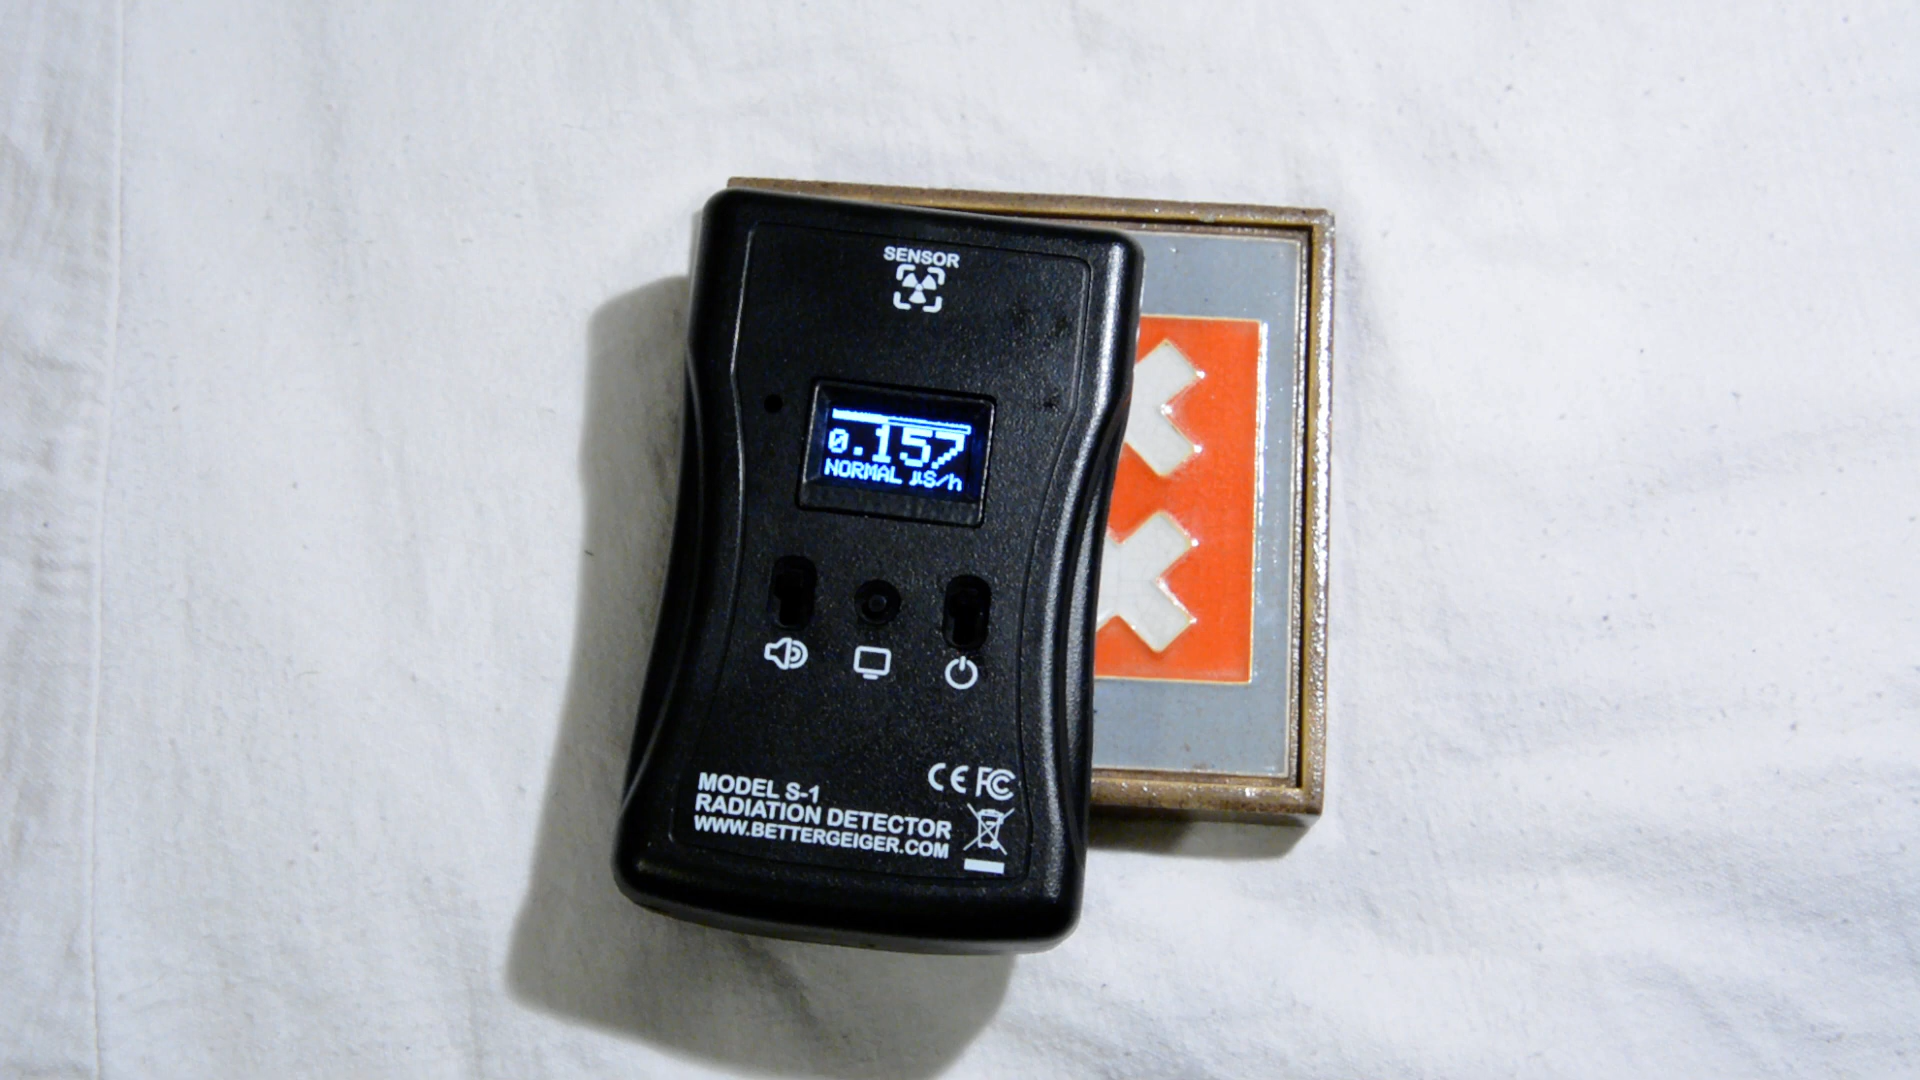 SENSOR
0.157
NORMAL µS/h
CE FC
MODEL S-1
RADIATION DETECTOR
WWW.BETTERGEIGER.COM